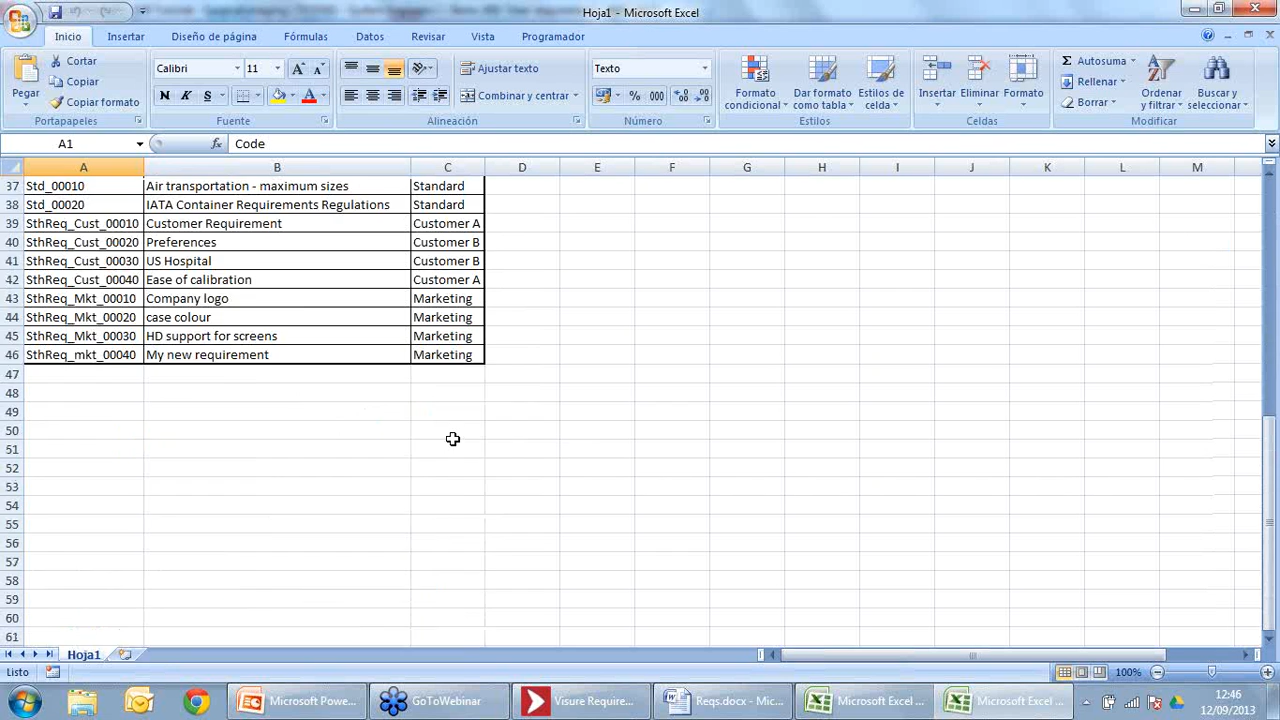 Hoja1 - Microsoft Excel
Inicio Insertar Diseño de página Fórmulas Datos Revisar Vista Programador
Pegar
Cortar
Copiar
Copiar formato
Portapapeles
Calibri 11
N K S
Fuente
Ajustar texto
Combinar y centrar
Alineación
Texto
% 000
Número
Formato condicional
Dar formato como tabla
Estilos de celda
Estilos
Insertar Eliminar Formato
Celdas
Autosuma
Rellenar
Borrar
Ordenar y filtrar
Buscar y seleccionar
Modificar
A1 fx Code
A B C D E F G H I J K L M
37 Std_00010 Air transportation - maximum sizes Standard
38 Std_00020 IATA Container Requirements Regulations Standard
39 SthReq_Cust_00010 Customer Requirement Customer A
40 SthReq_Cust_00020 Preferences Customer B
41 SthReq_Cust_00030 US Hospital Customer B
42 SthReq_Cust_00040 Ease of calibration Customer A
43 SthReq_Mkt_00010 Company logo Marketing
44 SthReq_Mkt_00020 case colour Marketing
45 SthReq_Mkt_00030 HD support for screens Marketing
46 SthReq_mkt_00040 My new requirement Marketing
47
48
49
50
51
52
53
54
55
56
57
58
59
60
61
Hoja1
Listo 100%
Microsoft Powe... GoToWebinar Visure Require... Reqs.docx - Mic... Microsoft Excel ... Microsoft Excel ... 12:46
12/09/2013